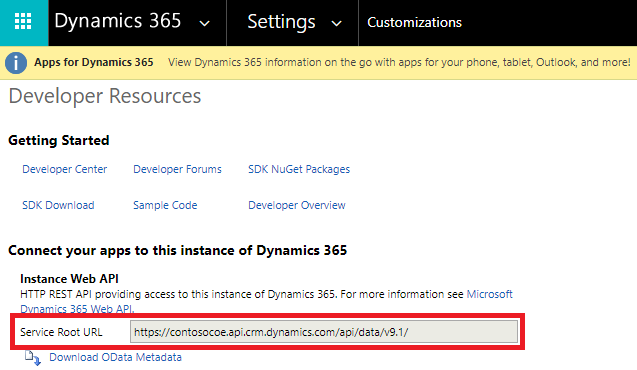 Dynamics 365 Settings Customizations
Apps for Dynamics 365 View Dynamics 365 information on the go with apps for your phone, tablet, Outlook, and more!
Developer Resources
Getting Started
Developer Center Developer Forums SDK NuGet Packages
SDK Download Sample Code Developer Overview
Connect your apps to this instance of Dynamics 365
Instance Web API
HTTP REST API providing access to this instance of Dynamics 365. For more information see Microsoft
Dynamics 365 Web API.
Service Root URL https://contosocoe.api.crm.dynamics.com/api/data/v9.1/
Download OData Metadata